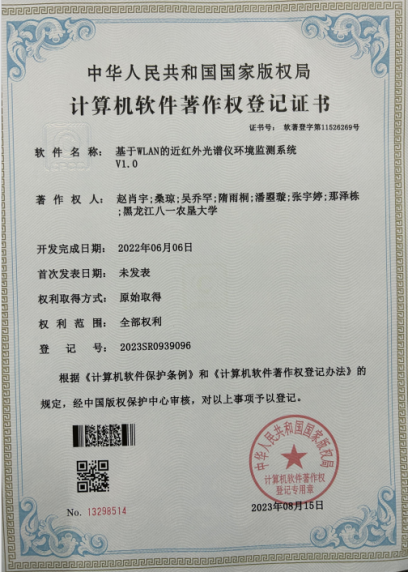 中华人民共和国国家版权局
计算机软件著作权登记证书
证书号： 软著登字第11526269号
软件名称： 基于WLAN的近红外光谱仪环境监测系统
V1.0
著作权人： 赵肖宇;桑琼;吴乔罕;隋雨桐;潘曌璇;张宇婷;那泽栋
;黑龙江八一农垦大学
开发完成日期： 2022年06月06日
首次发表日期： 未发表
权利取得方式： 原始取得
权利范围： 全部权利
登记号： 2023SR0939096
根据《计算机软件保护条例》和《计算机软件著作权登记办法》的
规定，经中国版权保护中心审核，对以上事项予以登记。
中华人民共和国国家版权局
计算机软件著作权
登记专用章
No. 13298514
2023年08月15日